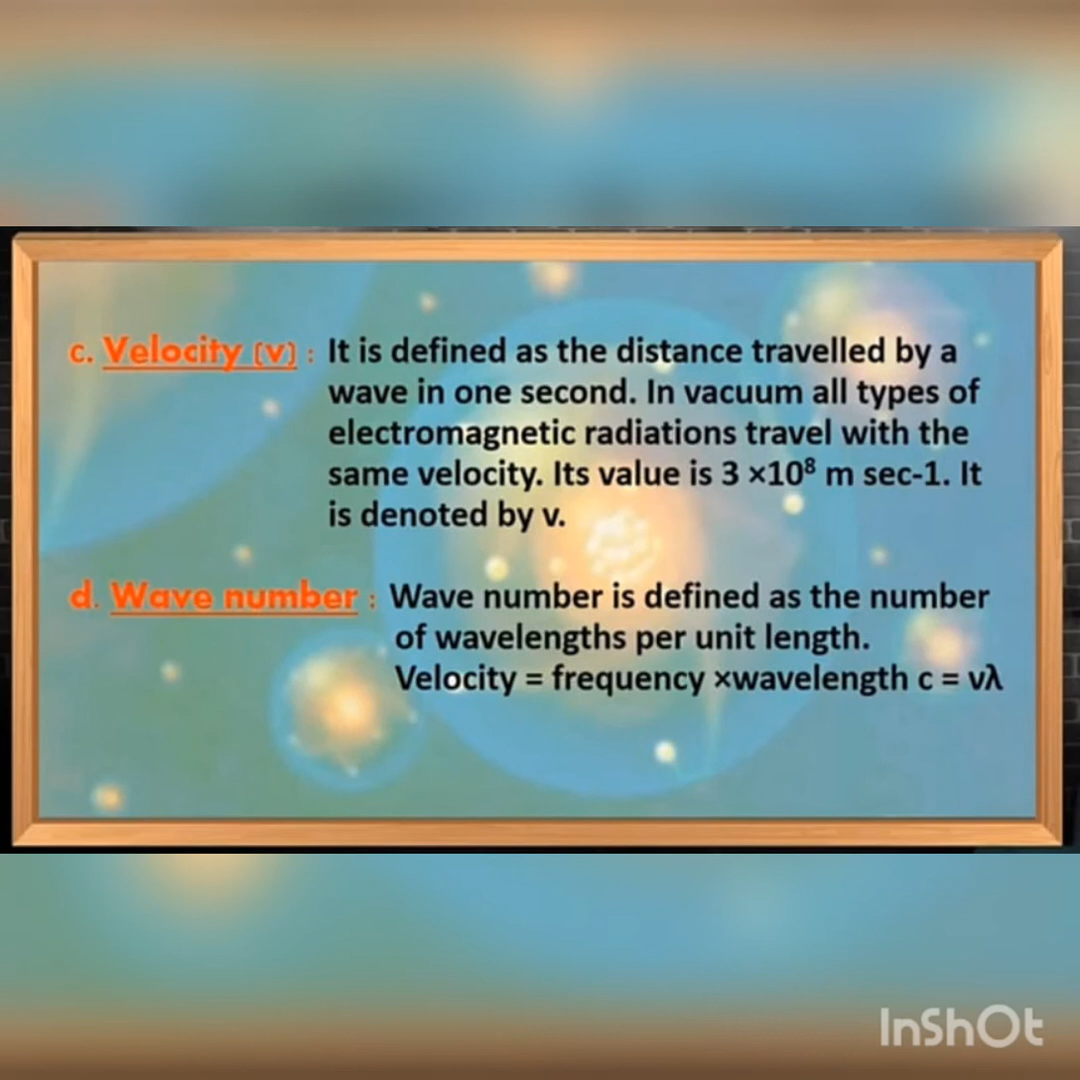 c. Velocity (v) : It is defined as the distance travelled by a
wave in one second. In vacuum all types of
electromagnetic radiations travel with the
same velocity. Its value is 3 ×10⁸ m sec-1. It
is denoted by v.
d. Wave number : Wave number is defined as the number
of wavelengths per unit length.
Velocity = frequency ×wavelength c = νλ
InShOt